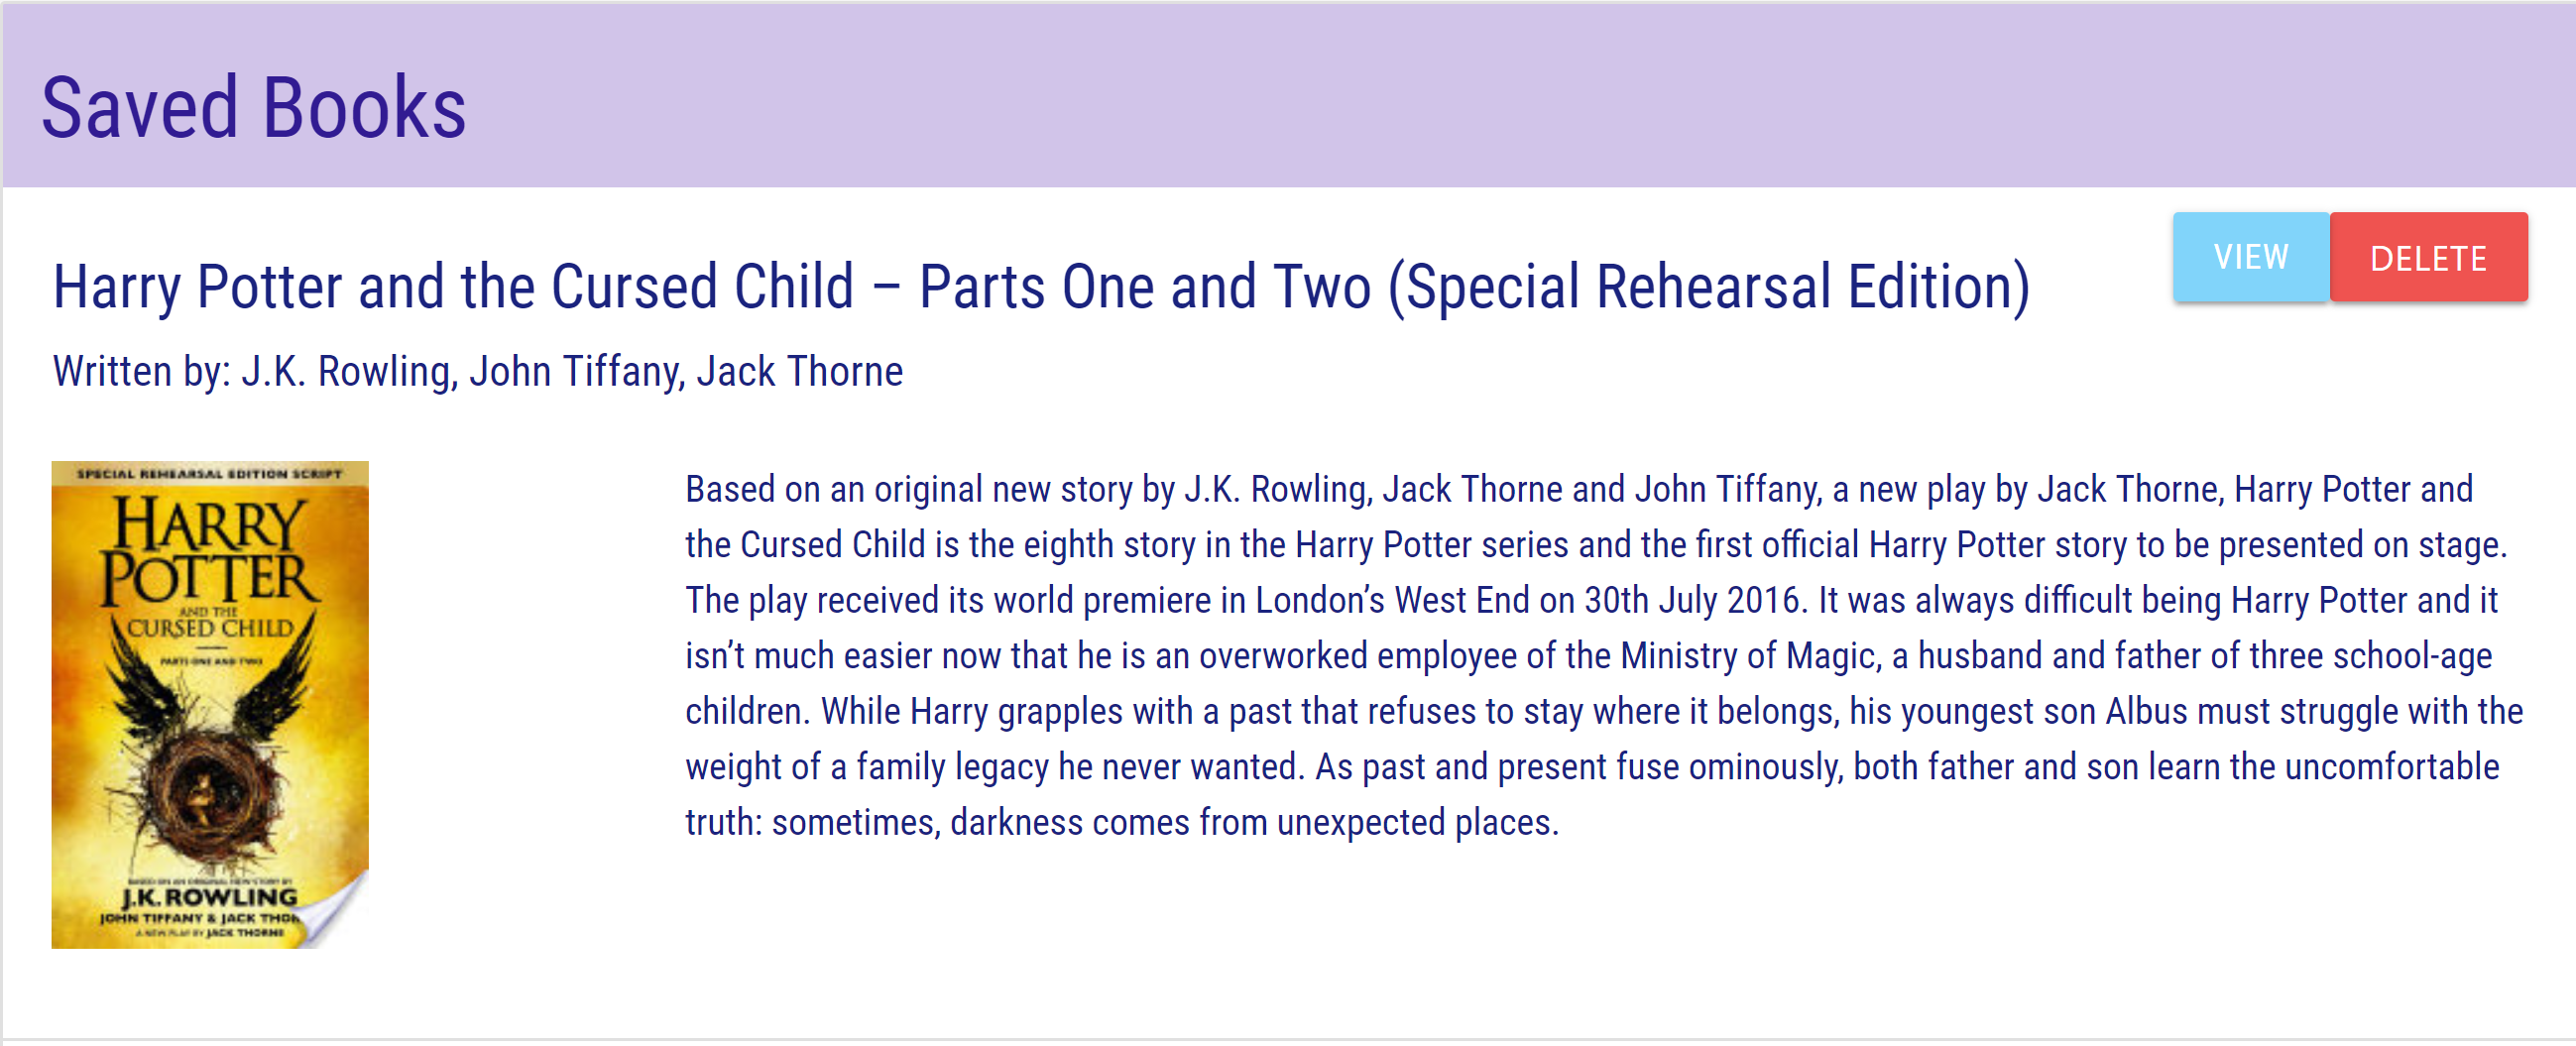 Saved Books
VIEW
DELETE
Harry Potter and the Cursed Child – Parts One and Two (Special Rehearsal Edition)
Written by: J.K. Rowling, John Tiffany, Jack Thorne
SPECIAL REHEARSAL EDITION SCRIPT
HARRY
POTTER
AND THE
CURSED CHILD
PARTS ONE AND TWO
BASED ON AN ORIGINAL NEW STORY BY
J.K. ROWLING
JOHN TIFFANY & JACK
A NEW PLAY BY JACK THORNE
Based on an original new story by J.K. Rowling, Jack Thorne and John Tiffany, a new play by Jack Thorne, Harry Potter and
the Cursed Child is the eighth story in the Harry Potter series and the first official Harry Potter story to be presented on stage.
The play received its world premiere in London’s West End on 30th July 2016. It was always difficult being Harry Potter and it
isn’t much easier now that he is an overworked employee of the Ministry of Magic, a husband and father of three school-age
children. While Harry grapples with a past that refuses to stay where it belongs, his youngest son Albus must struggle with the
weight of a family legacy he never wanted. As past and present fuse ominously, both father and son learn the uncomfortable
truth: sometimes, darkness comes from unexpected places.